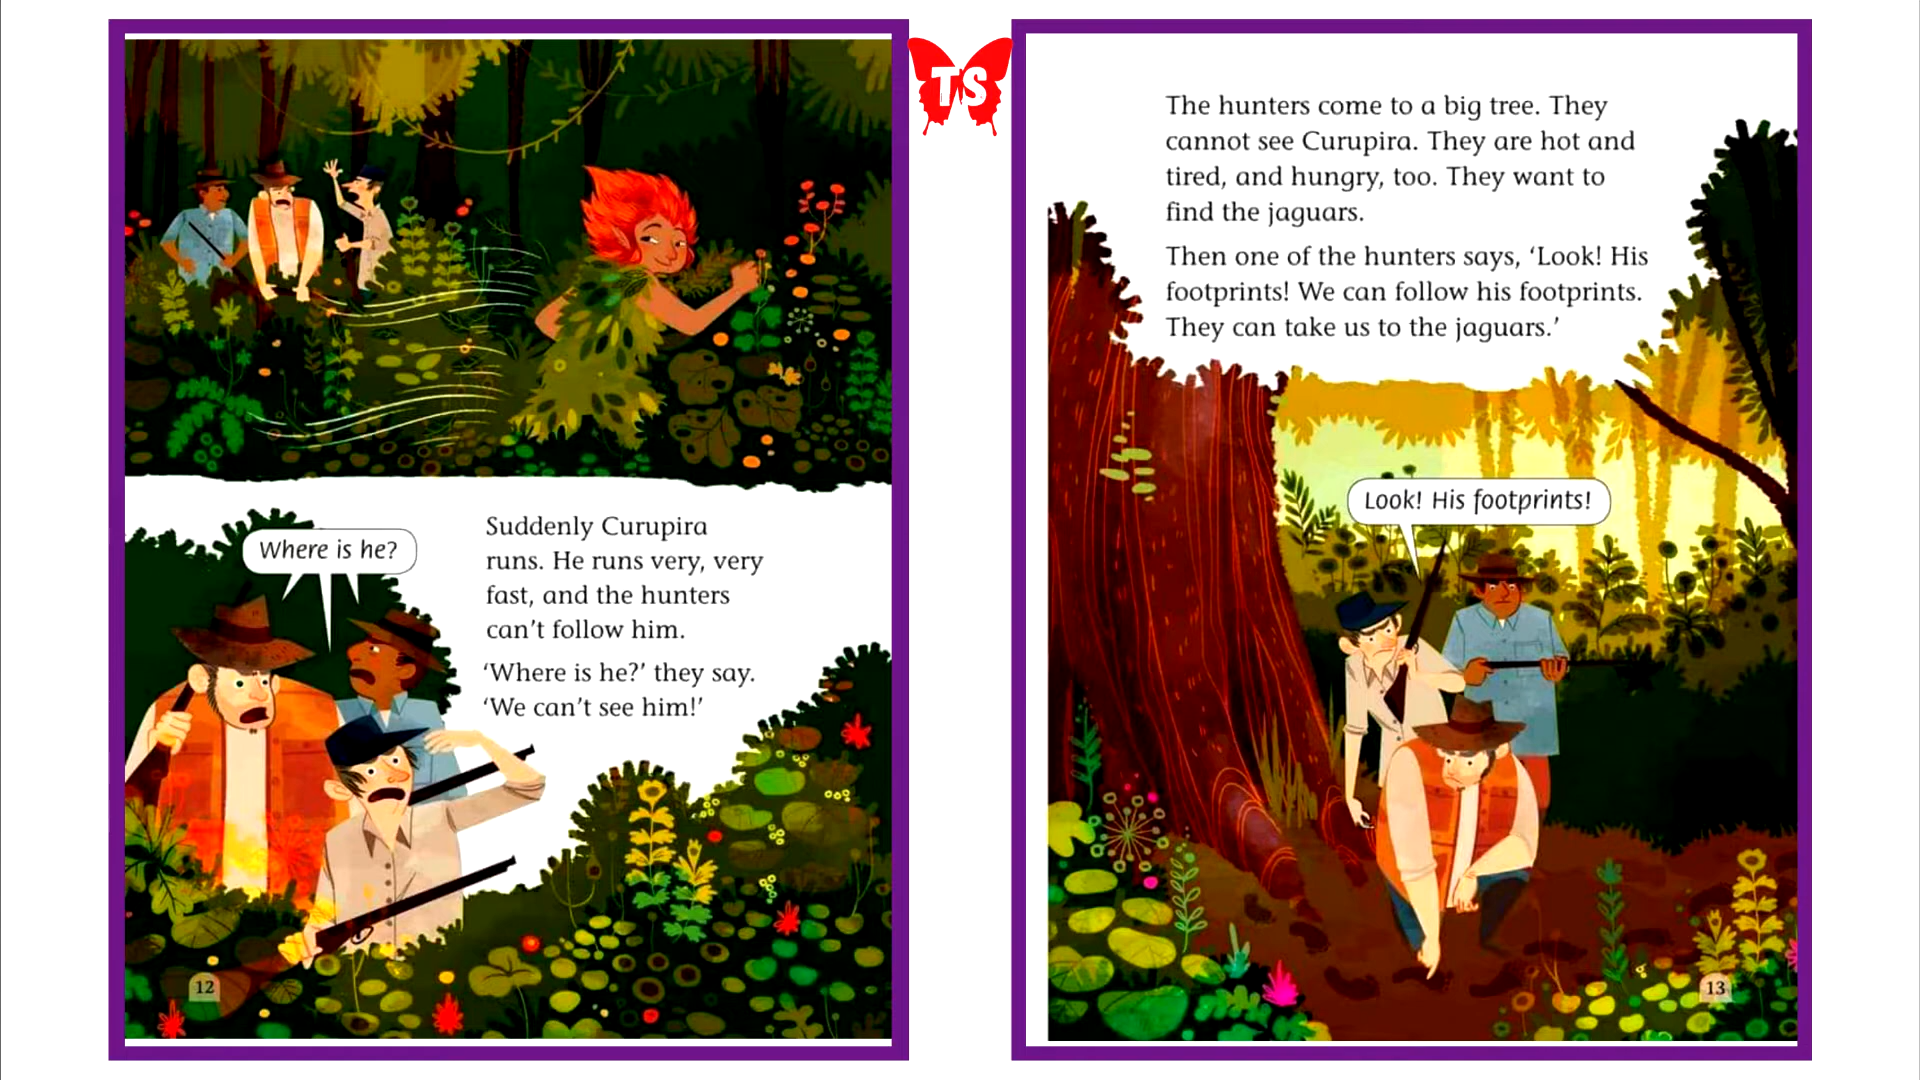 Where is he?
Suddenly Curupira
runs. He runs very, very
fast, and the hunters
can't follow him.
'Where is he?' they say.
'We can't see him!'
12
TS
The hunters come to a big tree. They
cannot see Curupira. They are hot and
tired, and hungry, too. They want to
find the jaguars.
Then one of the hunters says, 'Look! His
footprints! We can follow his footprints.
They can take us to the jaguars.'
Look! His footprints!
13